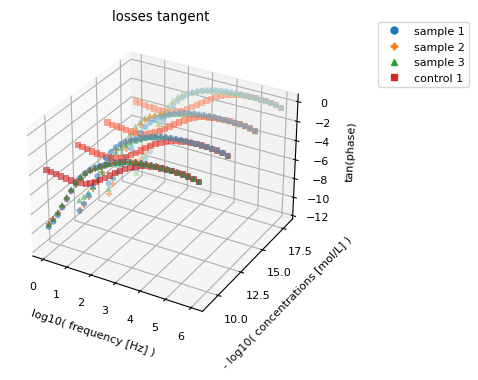 losses tangent
sample 1
sample 2
sample 3
control 1
0
−2
−4
−6
−8
−10
−12
tan(phase)
17.5
15.0
12.5
10.0
- log10( concentrations [mol/L] )
0
1
2
3
4
5
6
log10( frequency [Hz] )